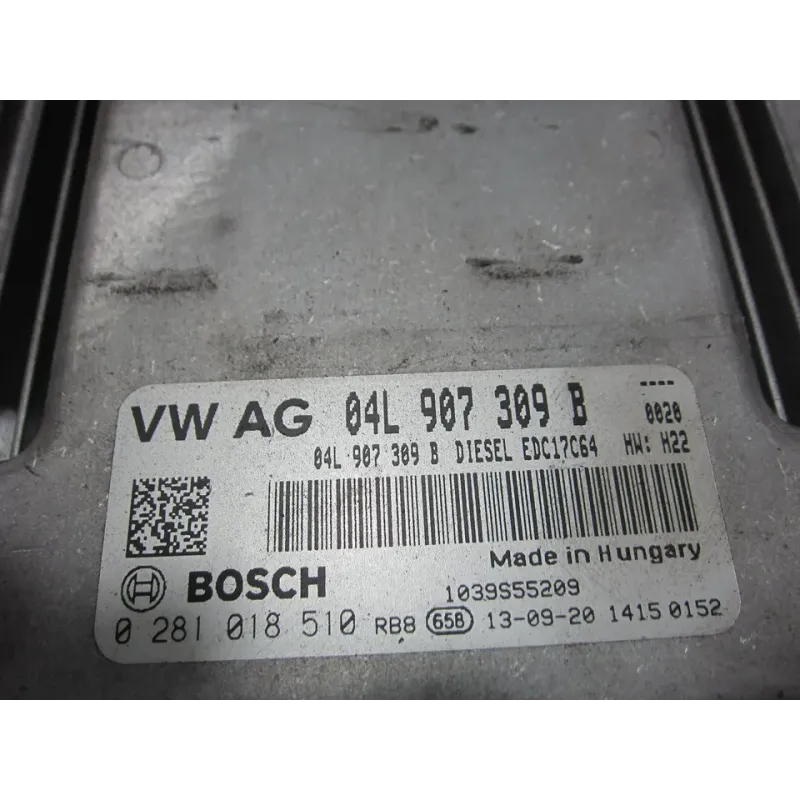 VW AG 04L 907 309 B ----
0020
04L 907 309 B DIESEL EDC17C64 HW: H22
Made in Hungary
BOSCH 1039S55209
0 281 018 510 RB8 658 13-09-20 1415 0152